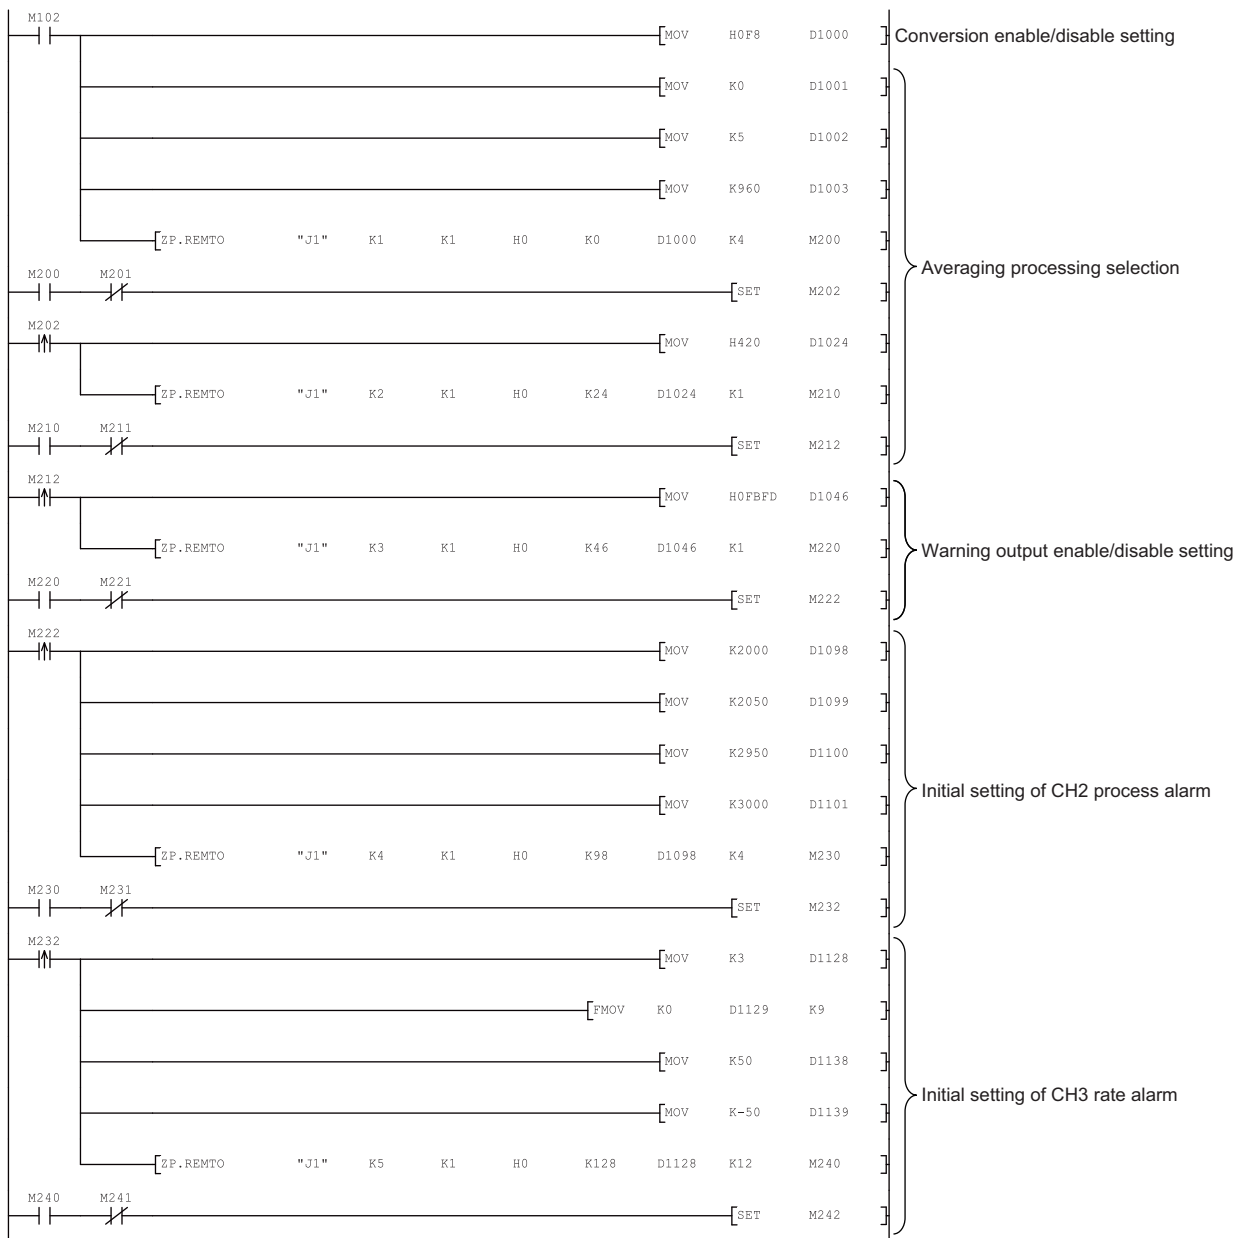 M102
MOV H0F8 D1000 Conversion enable/disable setting
MOV K0 D1001
MOV K5 D1002
MOV K960 D1003
ZP.REMTO "J1" K1 K1 H0 K0 D1000 K4 M200
Averaging processing selection
M200 M201
SET M202
M202
MOV H420 D1024
ZP.REMTO "J1" K2 K1 H0 K24 D1024 K1 M210
M210 M211
SET M212
M212
MOV H0FBFD D1046
ZP.REMTO "J1" K3 K1 H0 K46 D1046 K1 M220
Warning output enable/disable setting
M220 M221
SET M222
M222
MOV K2000 D1098
MOV K2050 D1099
MOV K2950 D1100
Initial setting of CH2 process alarm
MOV K3000 D1101
ZP.REMTO "J1" K4 K1 H0 K98 D1098 K4 M230
M230 M231
SET M232
M232
MOV K3 D1128
FMOV K0 D1129 K9
MOV K50 D1138
Initial setting of CH3 rate alarm
MOV K-50 D1139
ZP.REMTO "J1" K5 K1 H0 K128 D1128 K12 M240
M240 M241
SET M242